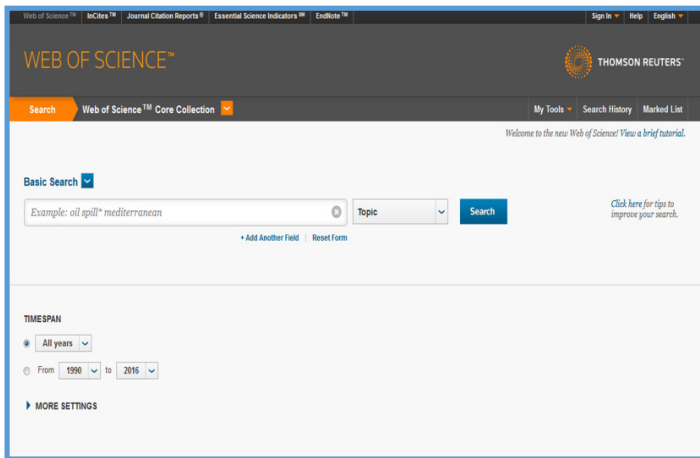 Web of Science™ InCites™ Journal Citation Reports® Essential Science Indicators℠ EndNote™ Sign In Help English
WEB OF SCIENCE™ THOMSON REUTERS®
Search Web of Science™ Core Collection My Tools Search History Marked List
Welcome to the new Web of Science! View a brief tutorial.
Basic Search
Example: oil spill* mediterranean Topic Search Click here for tips to
improve your search.
+ Add Another Field | Reset Form
TIMESPAN
All years
From 1990 to 2016
MORE SETTINGS